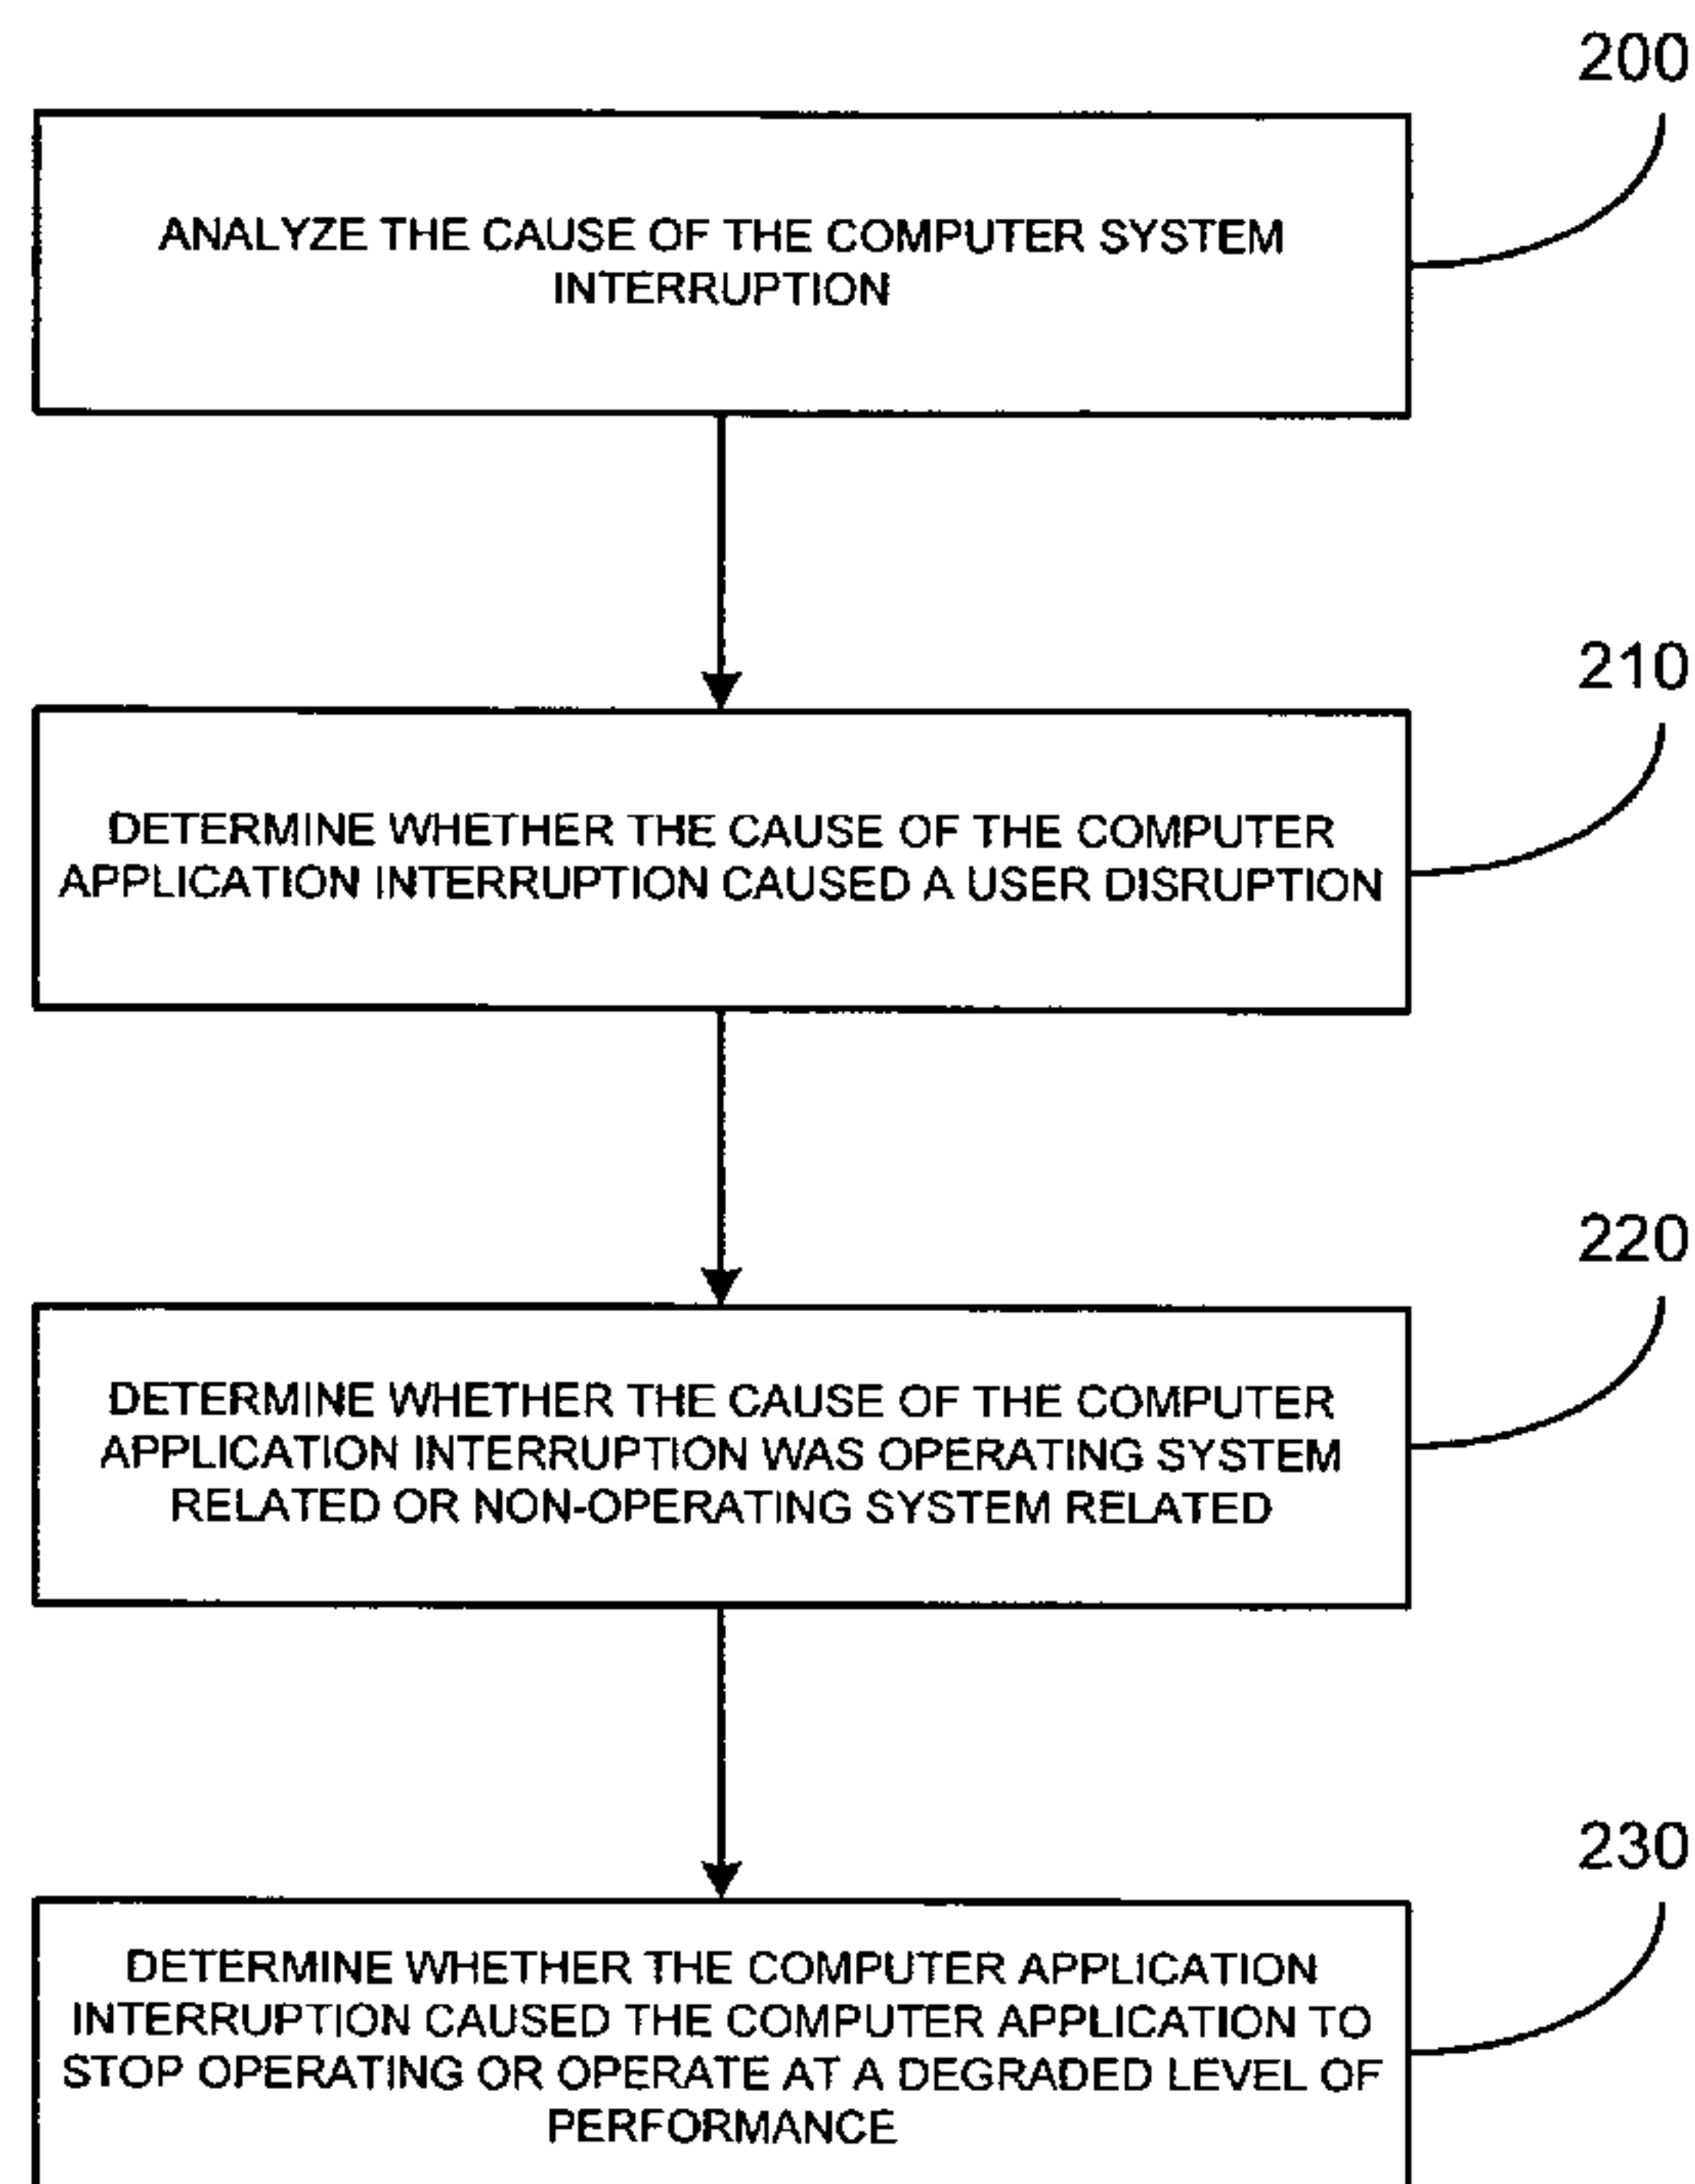 200
ANALYZE THE CAUSE OF THE COMPUTER SYSTEM
INTERRUPTION
210
DETERMINE WHETHER THE CAUSE OF THE COMPUTER
APPLICATION INTERRUPTION CAUSED A USER DISRUPTION
220
DETERMINE WHETHER THE CAUSE OF THE COMPUTER
APPLICATION INTERRUPTION WAS OPERATING SYSTEM
RELATED OR NON-OPERATING SYSTEM RELATED
230
DETERMINE WHETHER THE COMPUTER APPLICATION
INTERRUPTION CAUSED THE COMPUTER APPLICATION TO
STOP OPERATING OR OPERATE AT A DEGRADED LEVEL OF
PERFORMANCE